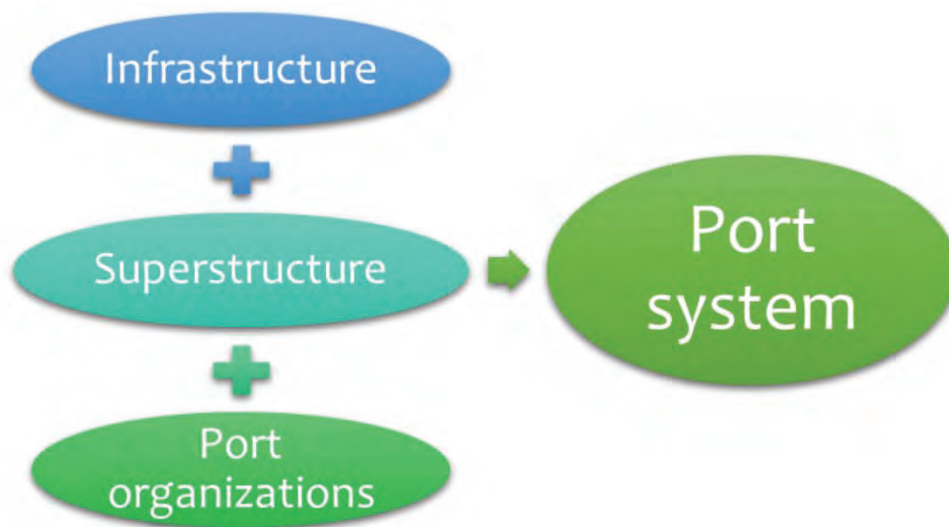 Infrastructure
Superstructure
Port
organizations
Port
system